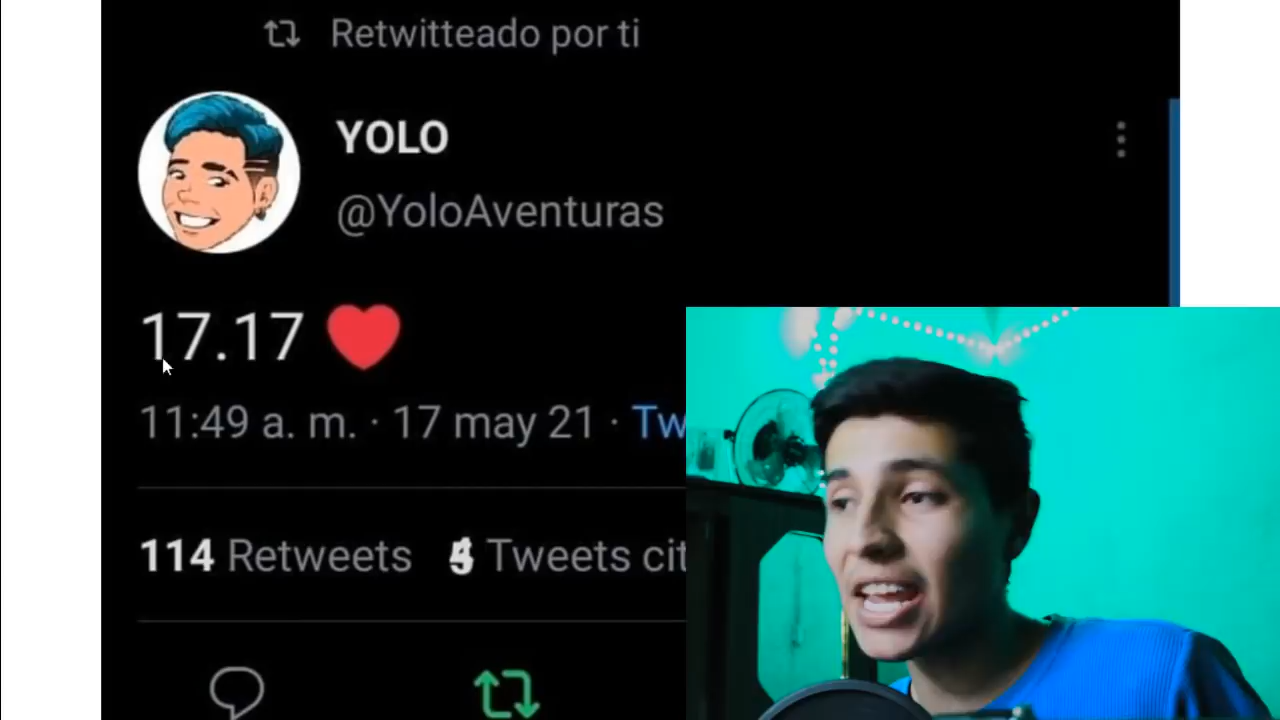 Retwitteado por ti
YOLO
@YoloAventuras
17.17 ❤️
11:49 a. m. · 17 may 21 · Tw
114 Retweets Tweets cit